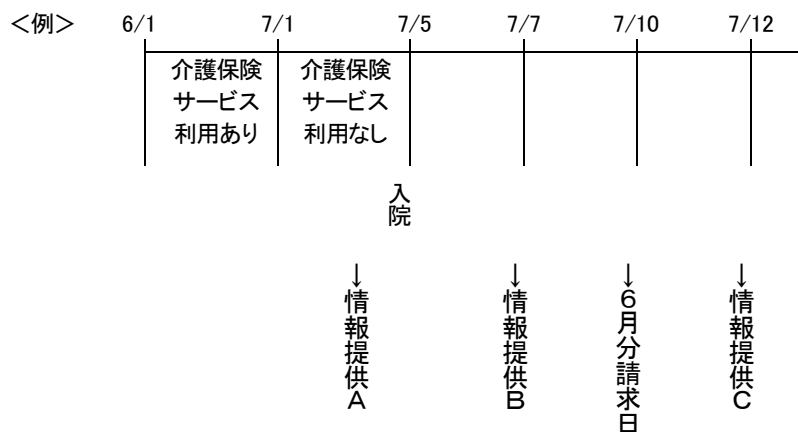 ＜例＞ 6/1 7/1 7/5 7/7 7/10 7/12
介護保険
サービス
利用あり
介護保険
サービス
利用なし
入院
↓情報提供A
↓情報提供B
↓6月分請求日
↓情報提供C